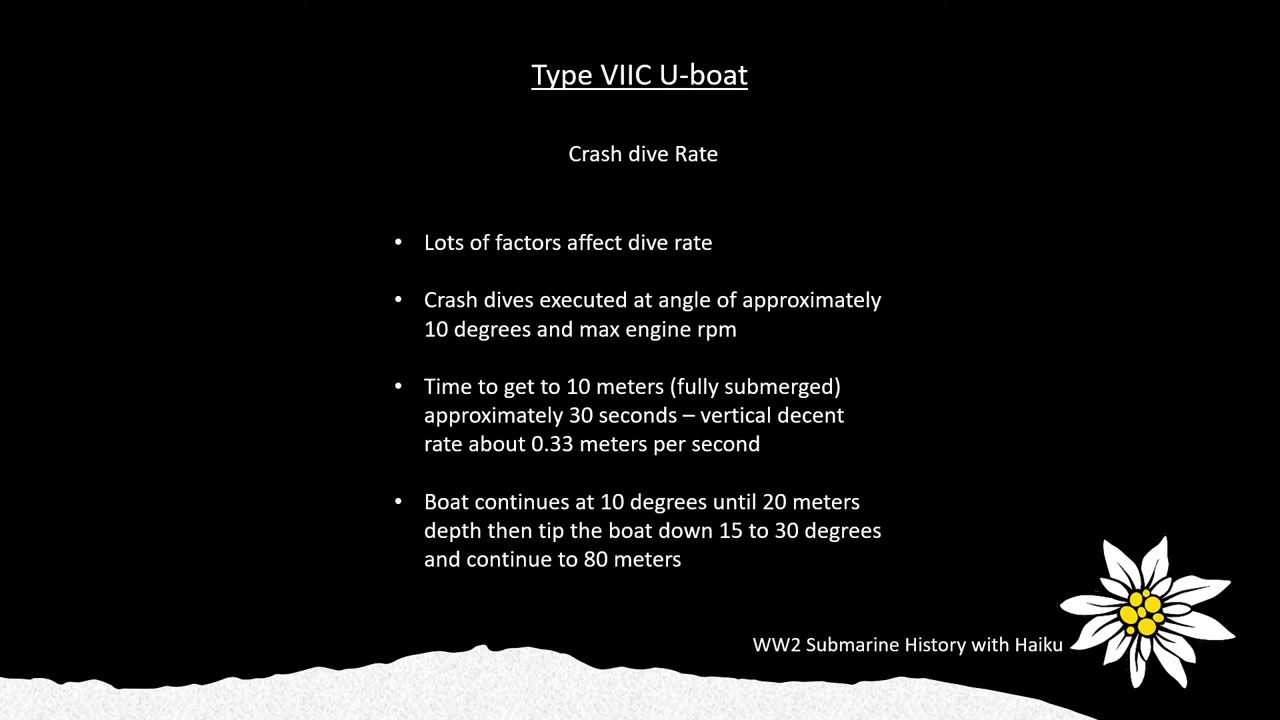 Type VIIC U-boat
Crash dive Rate
• Lots of factors affect dive rate
• Crash dives executed at angle of approximately
10 degrees and max engine rpm
• Time to get to 10 meters (fully submerged)
approximately 30 seconds – vertical decent
rate about 0.33 meters per second
• Boat continues at 10 degrees until 20 meters
depth then tip the boat down 15 to 30 degrees
and continue to 80 meters
WW2 Submarine History with Haiku